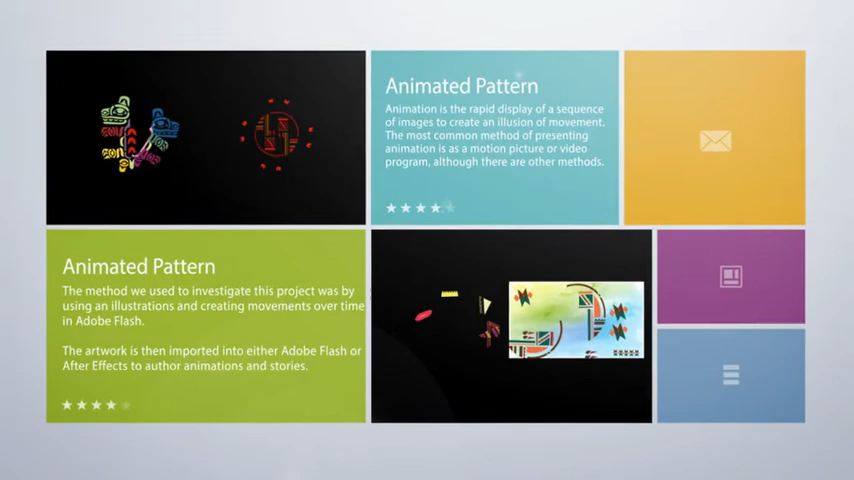 Animated Pattern
Animation is the rapid display of a sequence
of images to create an illusion of movement.
The most common method of presenting
animation is as a motion picture or video
program, although there are other methods.
Animated Pattern
The method we used to investigate this project was by
using an illustrations and creating movements over time
in Adobe Flash.
The artwork is then imported into either Adobe Flash or
After Effects to author animations and stories.